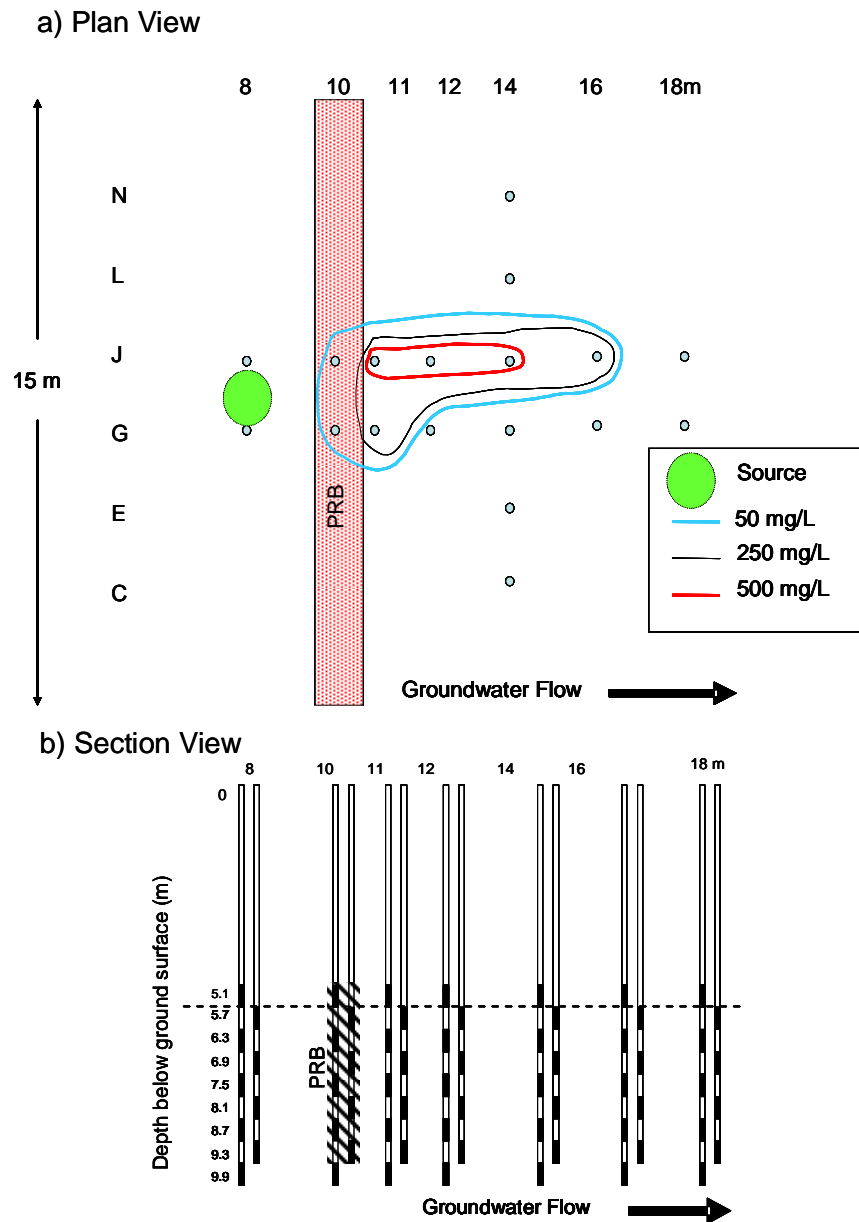 a) Plan View
8 10 11 12 14 16 18m
N
L
J
15 m
G
E
C
PRB
Source
50 mg/L
250 mg/L
500 mg/L
Groundwater Flow
b) Section View
8 10 11 12 14 16 18 m
0
Depth below ground surface (m)
5.1
5.7
6.3
6.9
7.5
8.1
8.7
9.3
9.9
PRB
Groundwater Flow